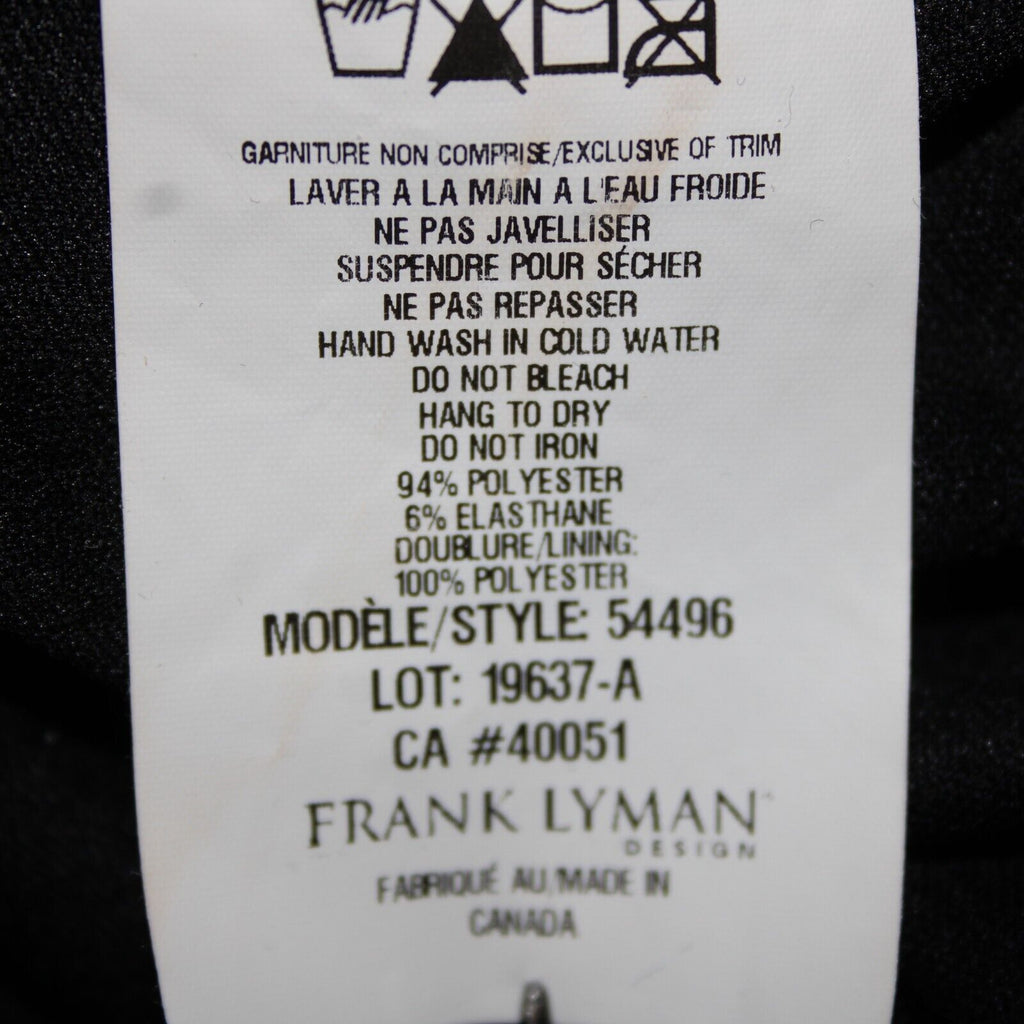 GARNITURE NON COMPRISE/EXCLUSIVE OF TRIM
LAVER A LA MAIN A L'EAU FROIDE
NE PAS JAVELLISER
SUSPENDRE POUR SÉCHER
NE PAS REPASSER
HAND WASH IN COLD WATER
DO NOT BLEACH
HANG TO DRY
DO NOT IRON
94% POLYESTER
6% ELASTHANE
DOUBLURE/LINING:
100% POLYESTER
MODÈLE/STYLE: 54496
LOT: 19637-A
CA #40051
FRANK LYMAN
DESIGN
FABRIQUÉ AU/MADE IN
CANADA